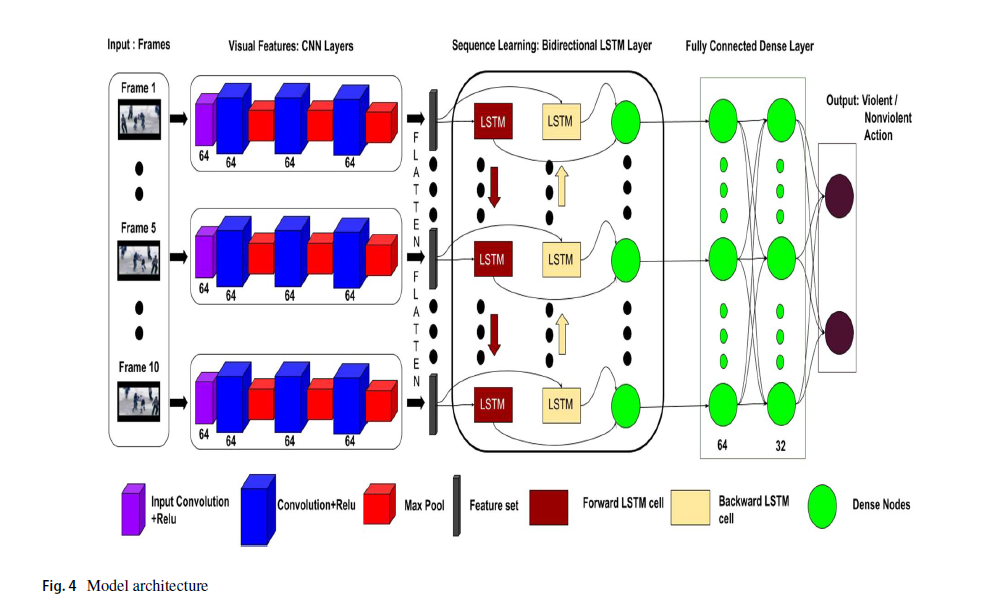 Input : Frames
Visual Features: CNN Layers
Sequence Learning: Bidirectional LSTM Layer
Fully Connected Dense Layer
Output: Violent /
Nonviolent
Action
Frame 1
64
64
64
64
LSTM
LSTM
F
L
A
T
T
E
N
Frame 5
64
64
64
64
LSTM
LSTM
F
L
A
T
T
E
N
Frame 10
64
64
64
64
LSTM
LSTM
64
32
Input Convolution
+Relu
Convolution+Relu
Max Pool
Feature set
Forward LSTM cell
Backward LSTM
cell
Dense Nodes
Fig. 4 Model architecture